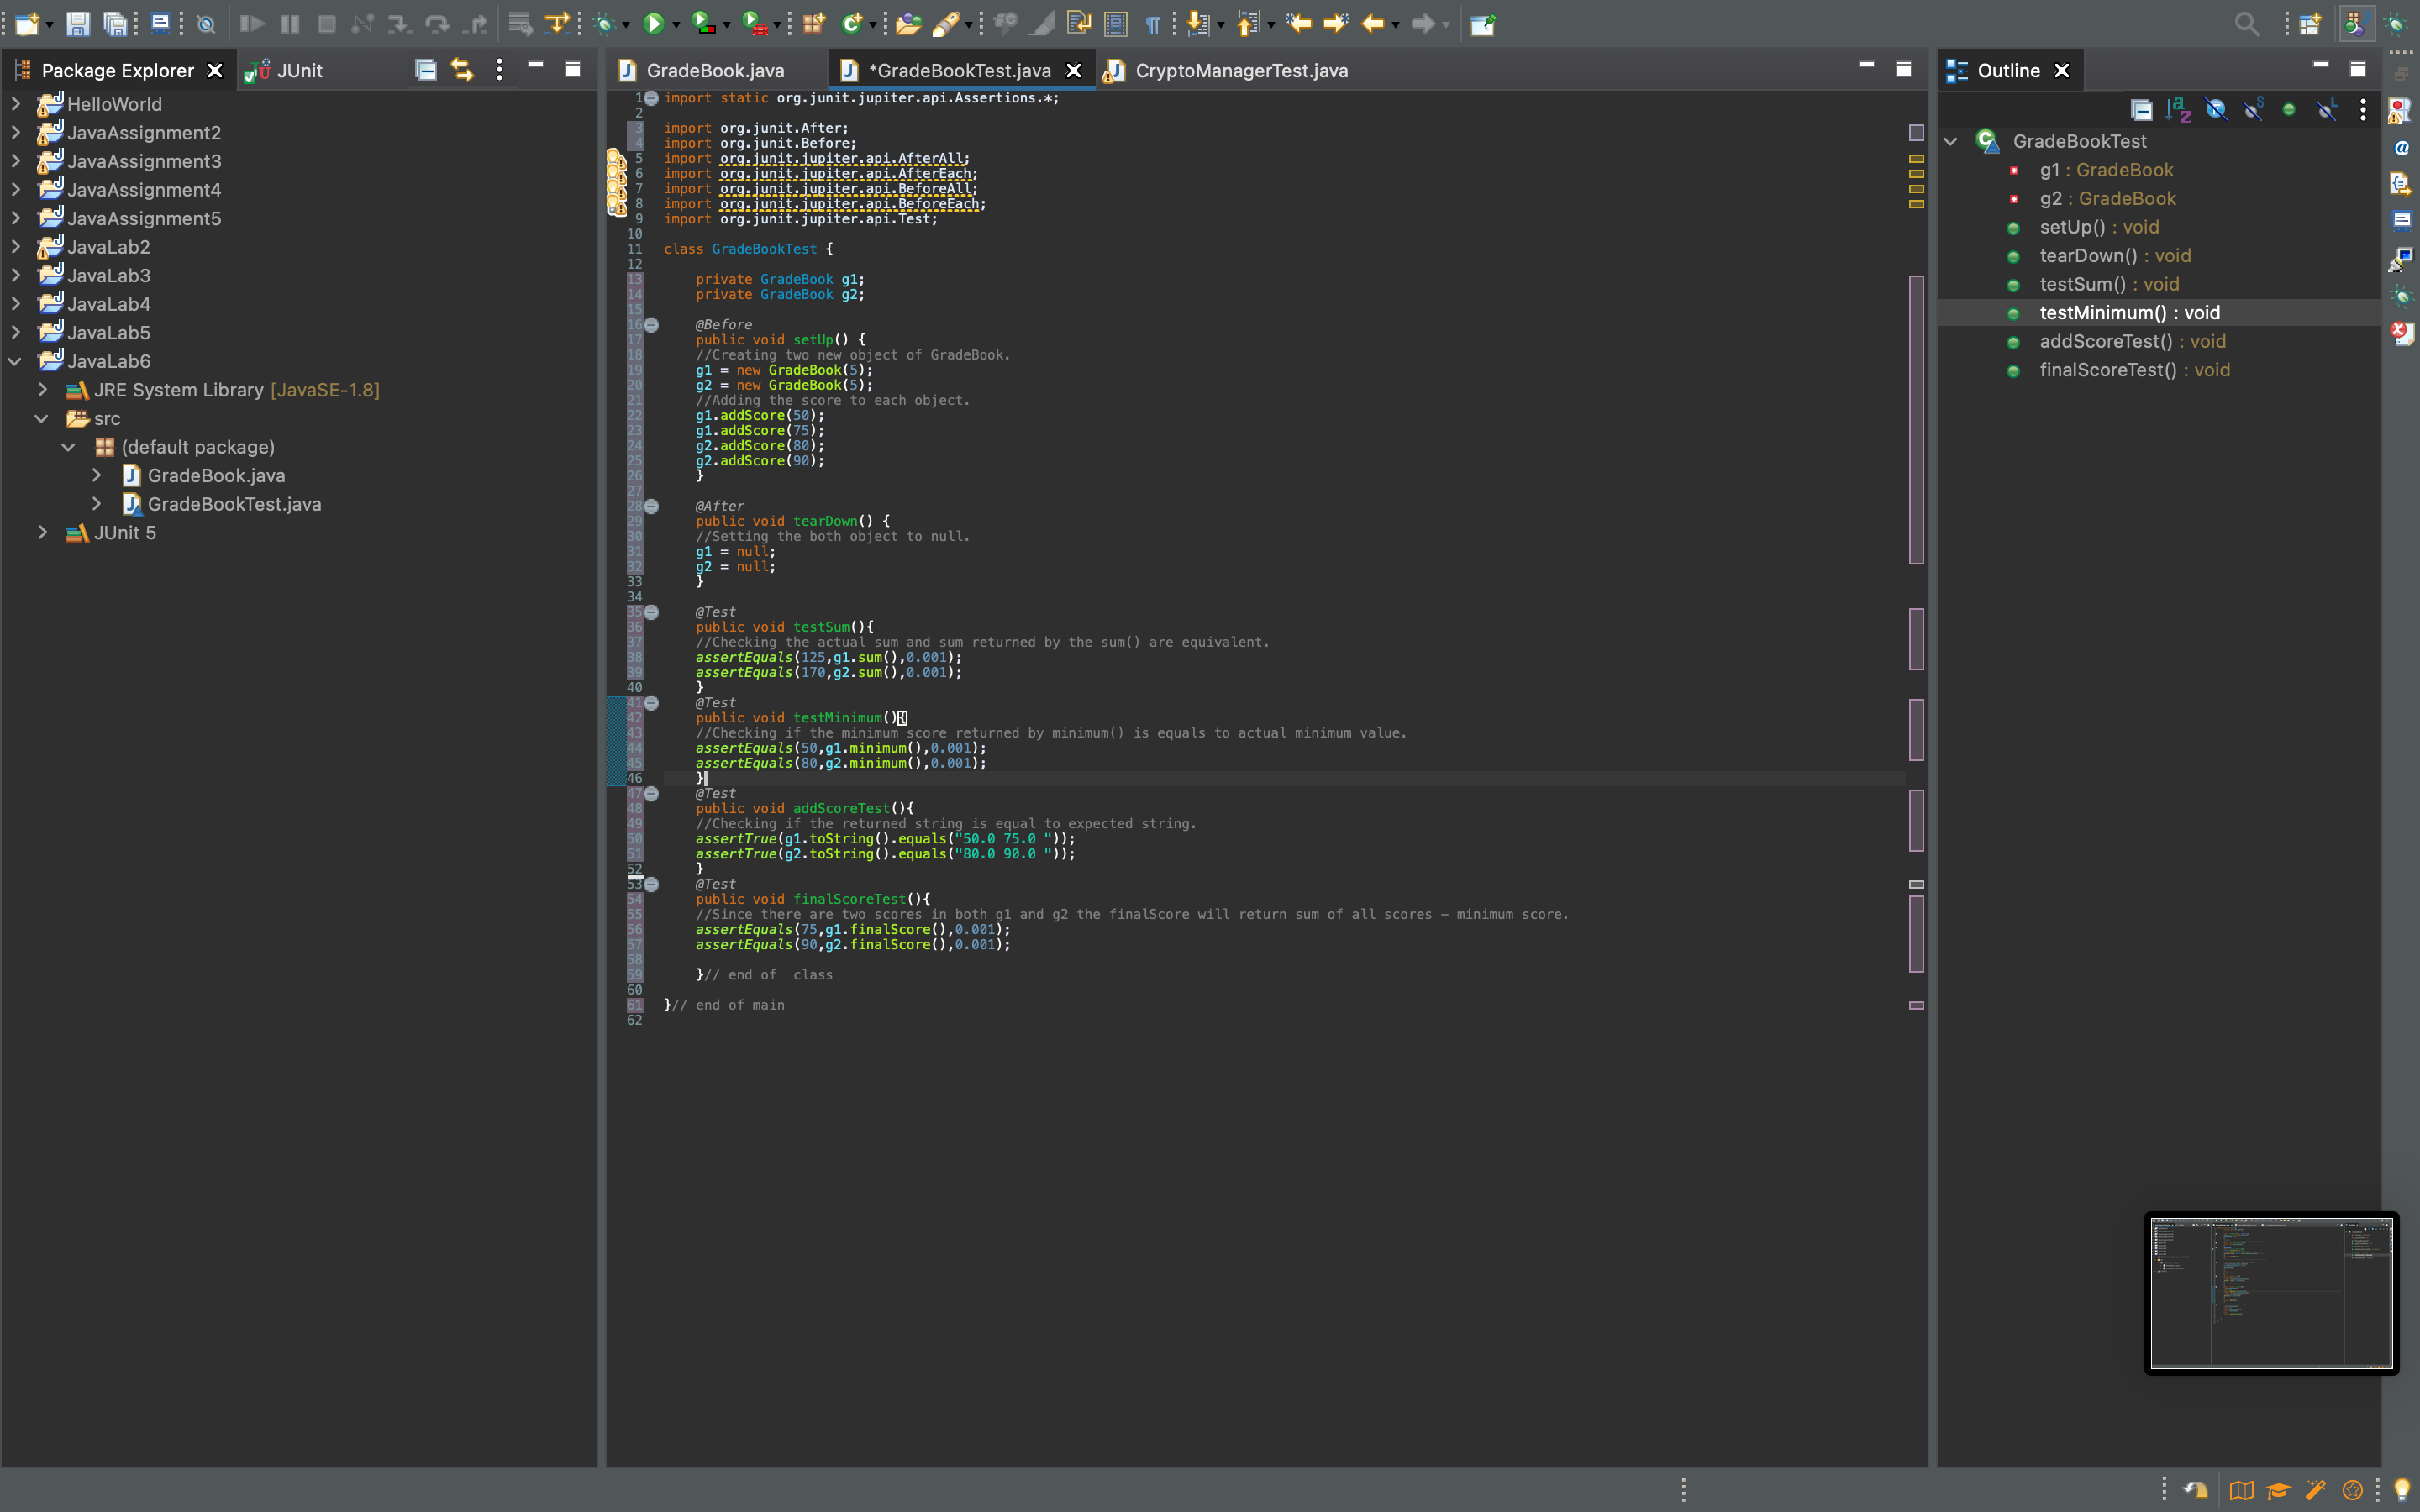 Package Explorer
JUnit
HelloWorld
JavaAssignment2
JavaAssignment3
JavaAssignment4
JavaAssignment5
JavaLab2
JavaLab3
JavaLab4
JavaLab5
JavaLab6
JRE System Library [JavaSE-1.8]
src
(default package)
GradeBook.java
GradeBookTest.java
JUnit 5
GradeBook.java
*GradeBookTest.java
CryptoManagerTest.java
1 import static org.junit.jupiter.api.Assertions.*;
2
3 import org.junit.After;
4 import org.junit.Before;
5 import org.junit.jupiter.api.AfterAll;
6 import org.junit.jupiter.api.AfterEach;
7 import org.junit.jupiter.api.BeforeAll;
8 import org.junit.jupiter.api.BeforeEach;
9 import org.junit.jupiter.api.Test;
10
11 class GradeBookTest {
12
13 private GradeBook g1;
14 private GradeBook g2;
15
16 @Before
17 public void setUp() {
18 //Creating two new object of GradeBook.
19 g1 = new GradeBook(5);
20 g2 = new GradeBook(5);
21 //Adding the score to each object.
22 g1.addScore(50);
23 g1.addScore(75);
24 g2.addScore(80);
25 g2.addScore(90);
26 }
27
28 @After
29 public void tearDown() {
30 //Setting the both object to null.
31 g1 = null;
32 g2 = null;
33 }
34
35 @Test
36 public void testSum(){
37 //Checking the actual sum and sum returned by the sum() are equivalent.
38 assertEquals(125,g1.sum(),0.001);
39 assertEquals(170,g2.sum(),0.001);
40 }
41 @Test
42 public void testMinimum(){
43 //Checking if the minimum score returned by minimum() is equals to actual minimum value.
44 assertEquals(50,g1.minimum(),0.001);
45 assertEquals(80,g2.minimum(),0.001);
46 }
47 @Test
48 public void addScoreTest(){
49 //Checking if the returned string is equal to expected string.
50 assertTrue(g1.toString().equals("50.0 75.0 "));
51 assertTrue(g2.toString().equals("80.0 90.0 "));
52 }
53 @Test
54 public void finalScoreTest(){
55 //Since there are two scores in both g1 and g2 the finalScore will return sum of all scores – minimum score.
56 assertEquals(75,g1.finalScore(),0.001);
57 assertEquals(90,g2.finalScore(),0.001);
58
59 }// end of  class
60
61 }// end of main
62
Outline
GradeBookTest
g1 : GradeBook
g2 : GradeBook
setUp() : void
tearDown() : void
testSum() : void
testMinimum() : void
addScoreTest() : void
finalScoreTest() : void